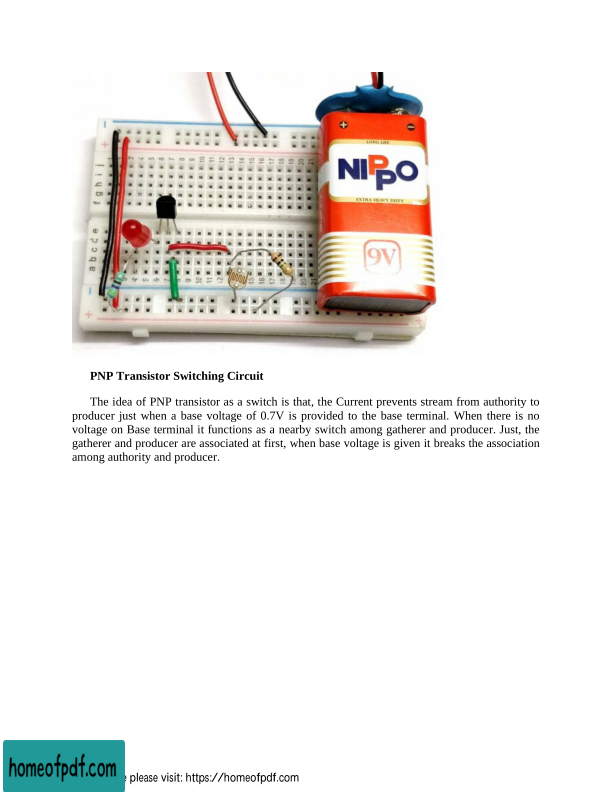 LONG LIFE
NIPPO
EXTRA HEAVY DUTY
9V
f g h i j
a b c d e
PNP Transistor Switching Circuit
The idea of PNP transistor as a switch is that, the Current prevents stream from authority to
producer just when a base voltage of 0.7V is provided to the base terminal. When there is no
voltage on Base terminal it functions as a nearby switch among gatherer and producer. Just, the
gatherer and producer are associated at first, when base voltage is given it breaks the association
among authority and producer.
homeofpdf.com
please visit: https://homeofpdf.com